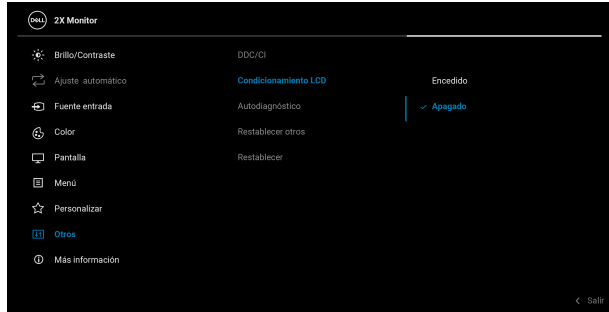 DELL 2X Monitor
Brillo/Contraste DDC/CI
Ajuste automático Condicionamiento LCD Encedido
Fuente entrada Autodiagnóstico Apagado
Color Restablecer otros
Pantalla Restablecer
Menú
Personalizar
Otros
Más información
Salir